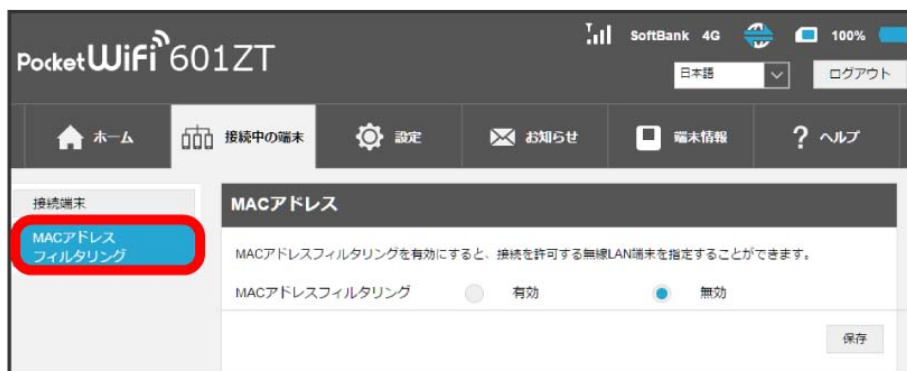 SoftBank 4G 100%
Pocket WiFi 601ZT
日本語 ログアウト
ホーム 接続中の端末 設定 お知らせ 端末情報 ? ヘルプ
接続端末
MACアドレス
フィルタリング
MACアドレス
MACアドレスフィルタリングを有効にすると、接続を許可する無線LAN端末を指定することができます。
MACアドレスフィルタリング 有効 無効
保存